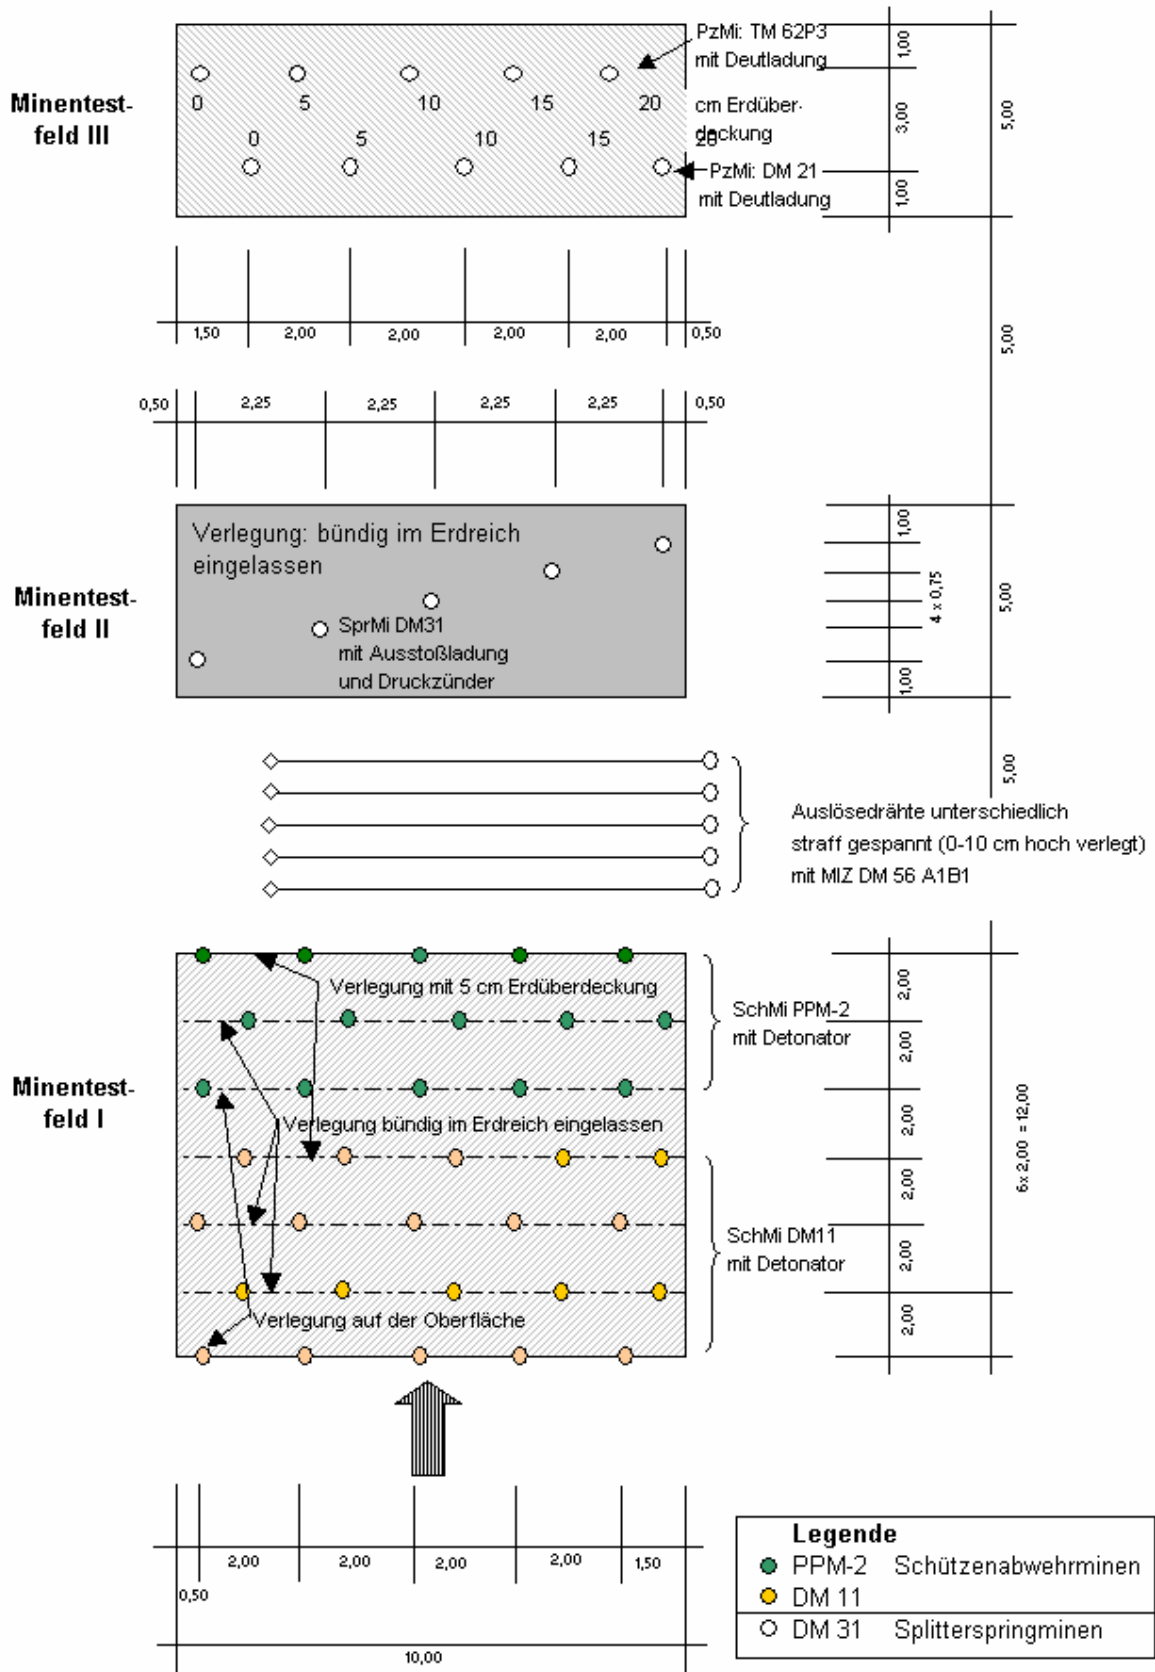 PzMi: TM 62P3
mit Deutladung
1,00
Minentest-
feld III
0 5 10 15 20
cm Erdüber-
deckung
0 5 10 15 20
3,00
5,00
PzMi: DM 21
mit Deutladung
1,00
1,50 2,00 2,00 2,00 2,00 0,50
5,00
0,50 2,25 2,25 2,25 2,25 0,50
Minentest-
feld II
Verlegung: bündig im Erdreich
eingelassen
SprMi DM31
mit Ausstoßladung
und Druckzünder
1,00
4 x 0,75
1,00
5,00
5,00
Auslösedrähte unterschiedlich
straff gespannt (0-10 cm hoch verlegt)
mit MIZ DM 56 A1B1
Minentest-
feld I
Verlegung mit 5 cm Erdüberdeckung
SchMi PPM-2
mit Detonator
Verlegung bündig im Erdreich eingelassen
SchMi DM11
mit Detonator
Verlegung auf der Oberfläche
2,00
2,00
2,00
2,00
2,00
2,00
6x 2,00 = 12,00
2,00 2,00 2,00 2,00 1,50
0,50
10,00
Legende
PPM-2 Schützenabwehrminen
DM 11
DM 31 Splitterspringminen